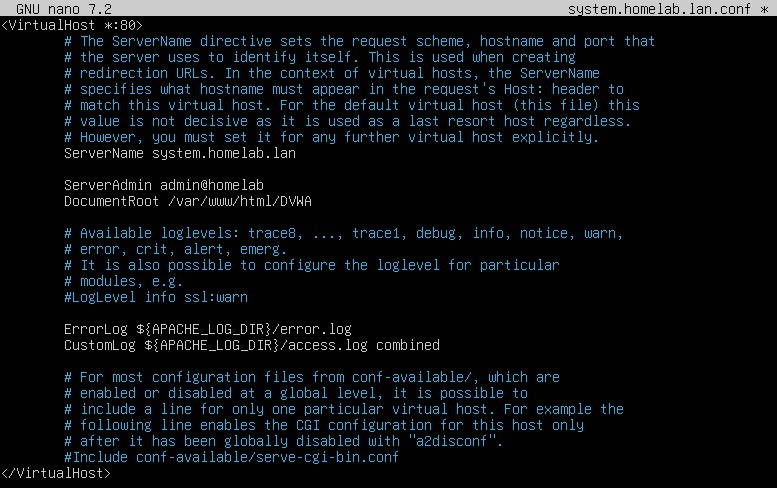 GNU nano 7.2 system.homelab.lan.conf *
<VirtualHost *:80>
# The ServerName directive sets the request scheme, hostname and port that
# the server uses to identify itself. This is used when creating
# redirection URLs. In the context of virtual hosts, the ServerName
# specifies what hostname must appear in the request's Host: header to
# match this virtual host. For the default virtual host (this file) this
# value is not decisive as it is used as a last resort host regardless.
# However, you must set it for any further virtual host explicitly.
ServerName system.homelab.lan
ServerAdmin admin@homelab
DocumentRoot /var/www/html/DVWA
# Available loglevels: trace8, ..., trace1, debug, info, notice, warn,
# error, crit, alert, emerg.
# It is also possible to configure the loglevel for particular
# modules, e.g.
#LogLevel info ssl:warn
ErrorLog ${APACHE_LOG_DIR}/error.log
CustomLog ${APACHE_LOG_DIR}/access.log combined
# For most configuration files from conf-available/, which are
# enabled or disabled at a global level, it is possible to
# include a line for only one particular virtual host. For example the
# following line enables the CGI configuration for this host only
# after it has been globally disabled with "a2disconf".
#Include conf-available/serve-cgi-bin.conf
</VirtualHost>